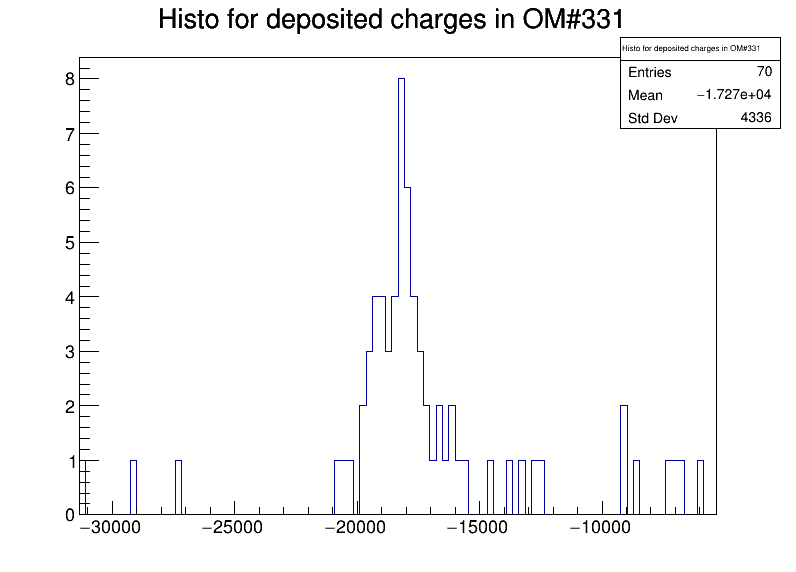 Histo for deposited charges in OM#331
Histo for deposited charges in OM#331
Entries 70
Mean −1.727e+04
Std Dev 4336
8
7
6
5
4
3
2
1
0
−30000 −25000 −20000 −15000 −10000